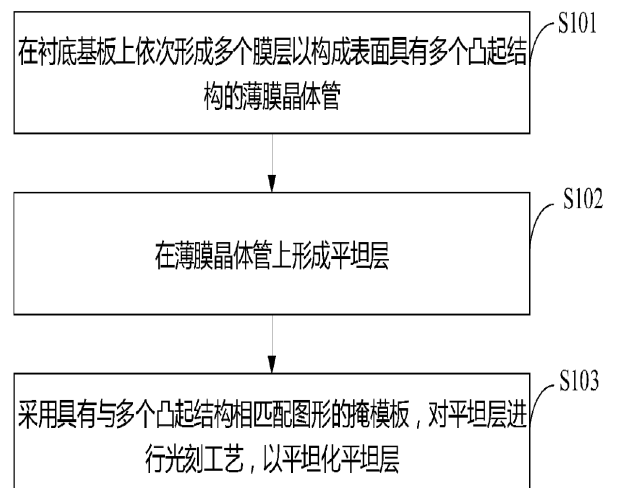 S101
在衬底基板上依次形成多个膜层以构成表面具有多个凸起结
构的薄膜晶体管
S102
在薄膜晶体管上形成平坦层
S103
采用具有与多个凸起结构相匹配图形的掩模板，对平坦层进
行光刻工艺，以平坦化平坦层